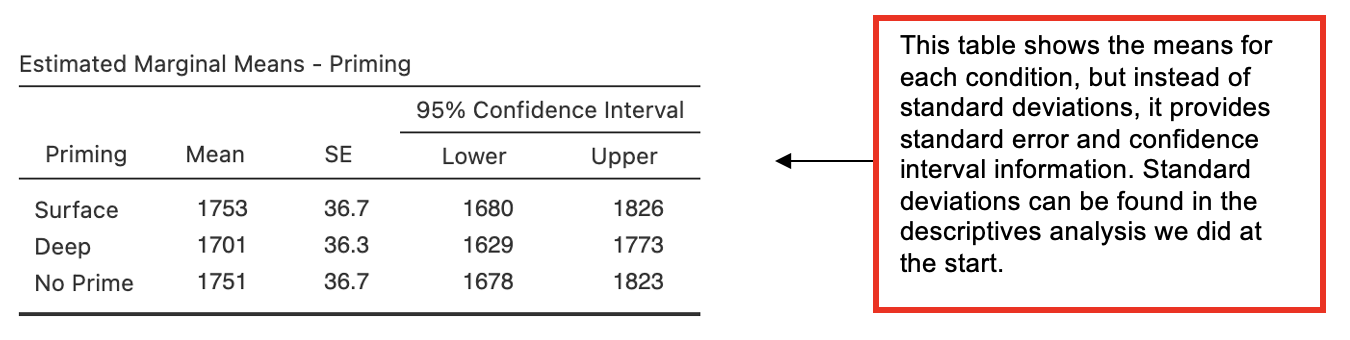 Estimated Marginal Means - Priming
95% Confidence Interval
Priming Mean SE Lower Upper
Surface 1753 36.7 1680 1826
Deep 1701 36.3 1629 1773
No Prime 1751 36.7 1678 1823
This table shows the means for
each condition, but instead of
standard deviations, it provides
standard error and confidence
interval information. Standard
deviations can be found in the
descriptives analysis we did at
the start.